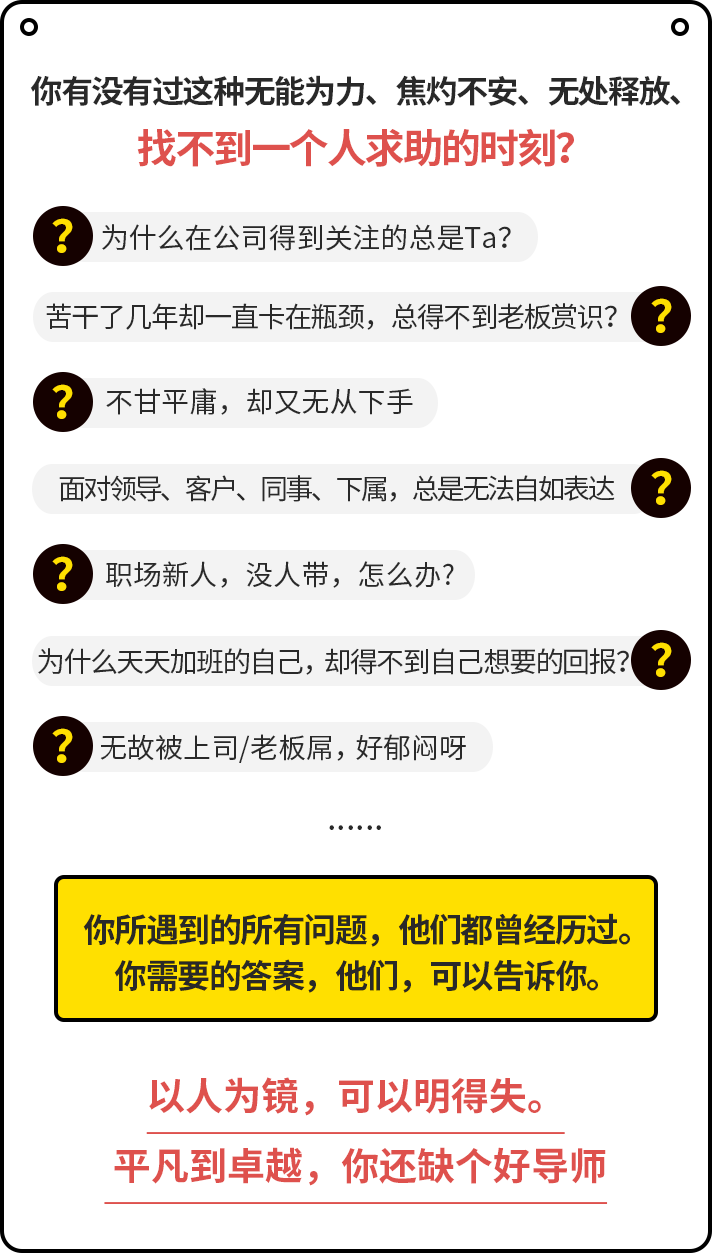 你有没有过这种无能为力、焦灼不安、无处释放、
找不到一个人求助的时刻？
? 为什么在公司得到关注的总是Ta？
苦干了几年却一直卡在瓶颈，总得不到老板赏识？ ?
? 不甘平庸，却又无从下手
面对领导、客户、同事、下属，总是无法自如表达 ?
? 职场新人，没人带，怎么办？
为什么天天加班的自己，却得不到自己想要的回报？ ?
? 无故被上司/老板屌，好郁闷呀
……
你所遇到的所有问题，他们都曾经历过。
你需要的答案，他们，可以告诉你。
以人为镜，可以明得失。
平凡到卓越，你还缺个好导师